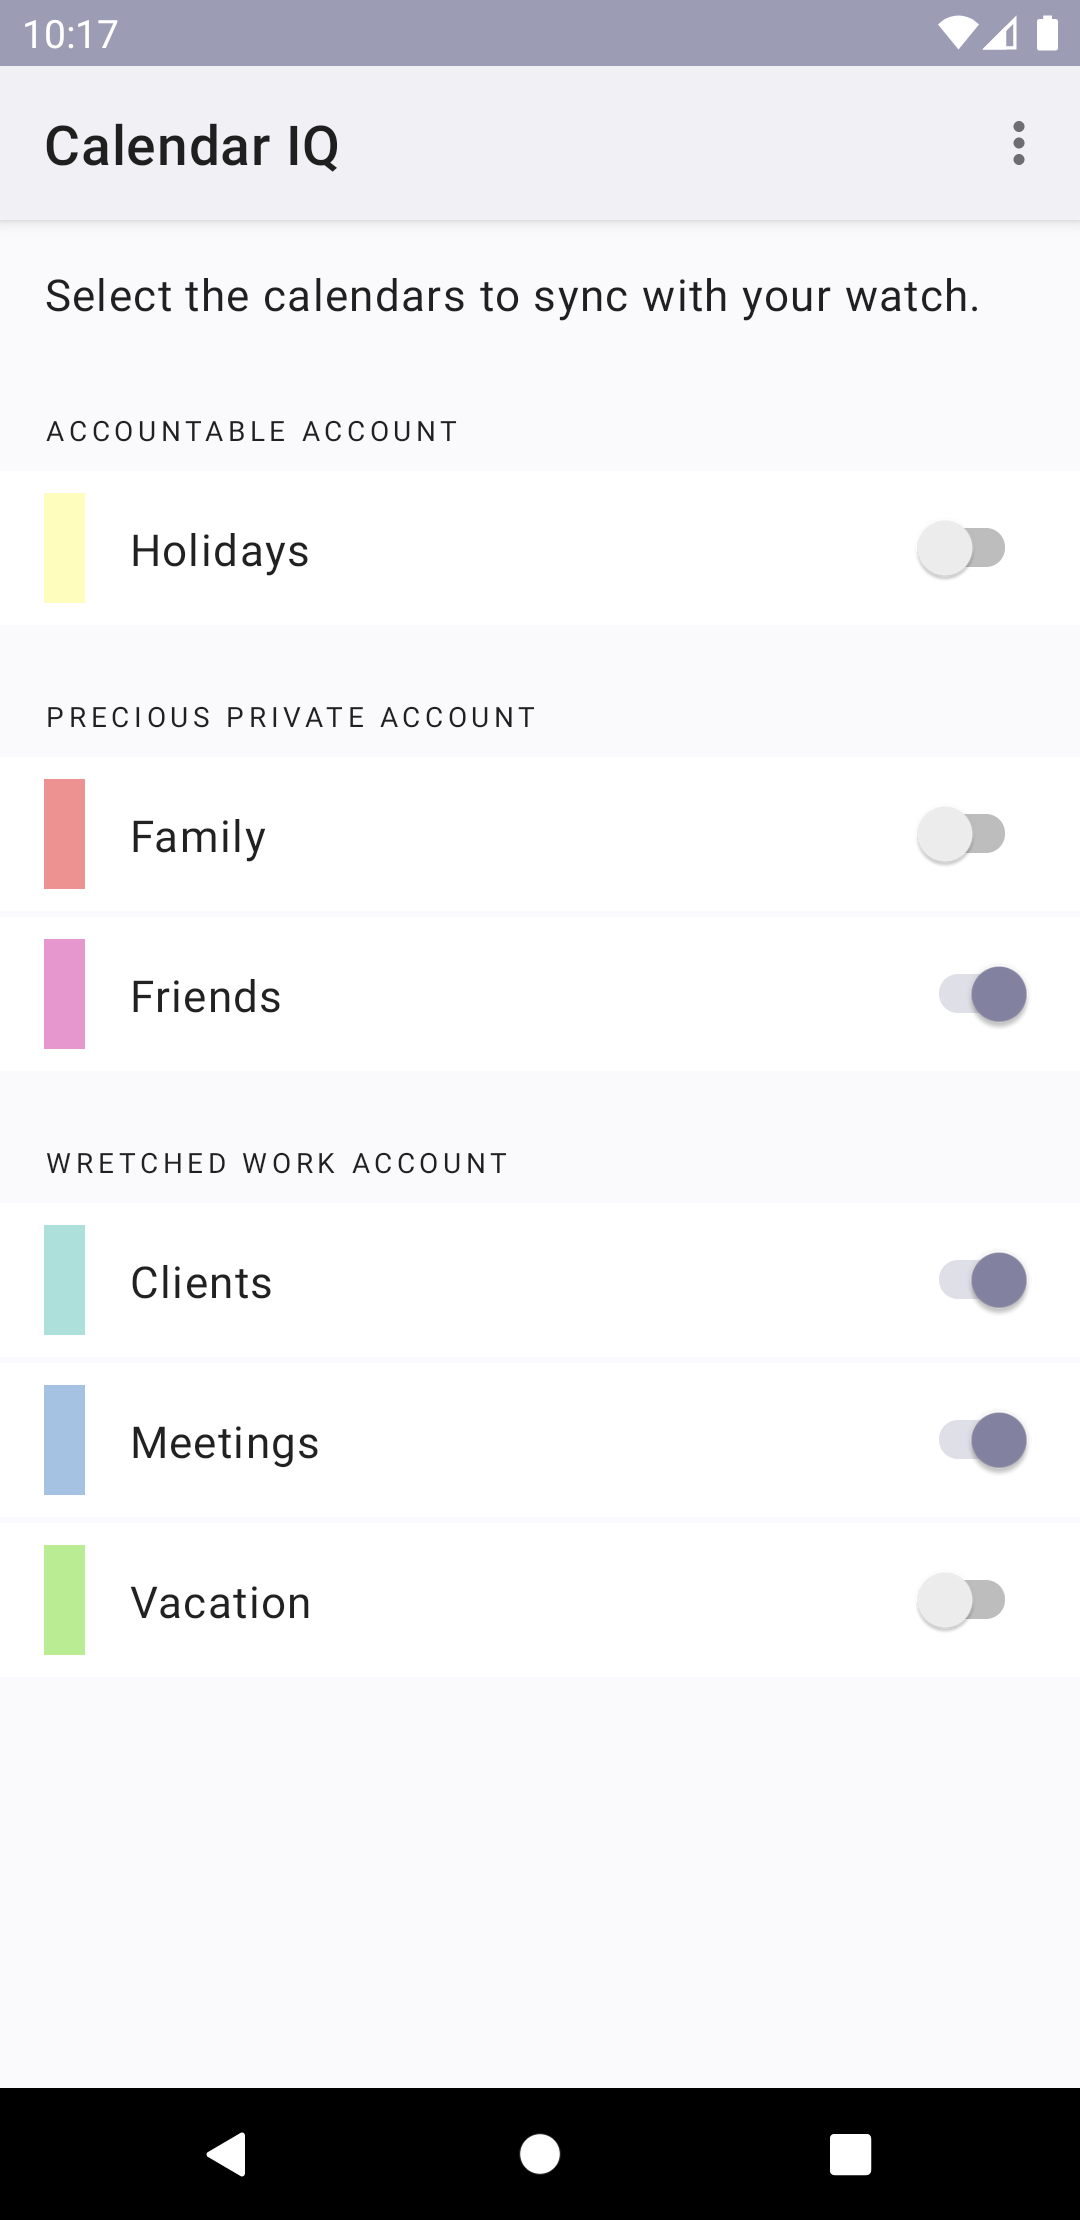 10:17
Calendar IQ
Select the calendars to sync with your watch.
ACCOUNTABLE ACCOUNT
Holidays
PRECIOUS PRIVATE ACCOUNT
Family
Friends
WRETCHED WORK ACCOUNT
Clients
Meetings
Vacation